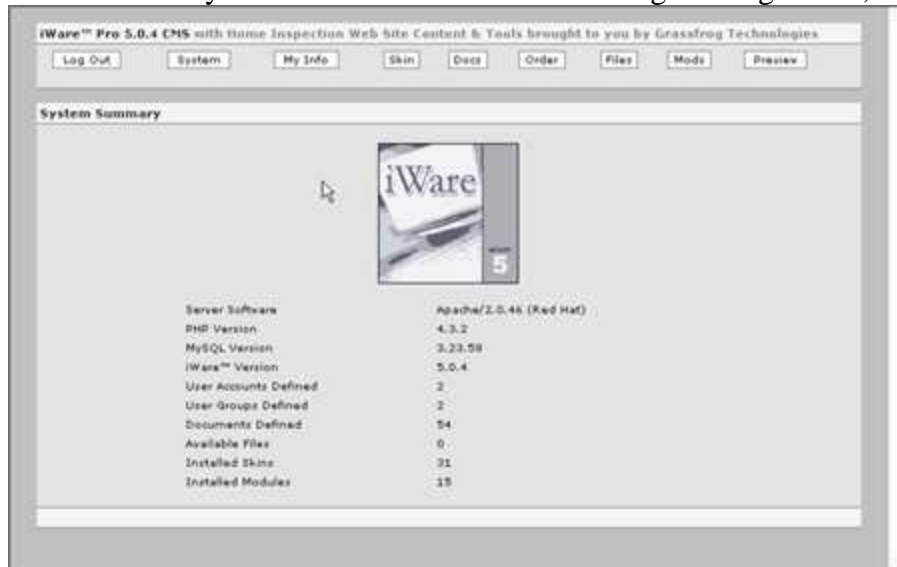 iWare™ Pro 5.0.4 CMS with Home Inspection Web Site Content & Tools brought to you by Grassfrog Technologies
Log Out System My Info Skin Docs Order Files Mods Preview
System Summary
iWare
5
Server Software Apache/2.0.46 (Red Hat)
PHP Version 4.3.2
MySQL Version 3.23.58
iWare™ Version 5.0.4
User Accounts Defined 2
User Groups Defined 2
Documents Defined 54
Available Files 0
Installed Skins 31
Installed Modules 15